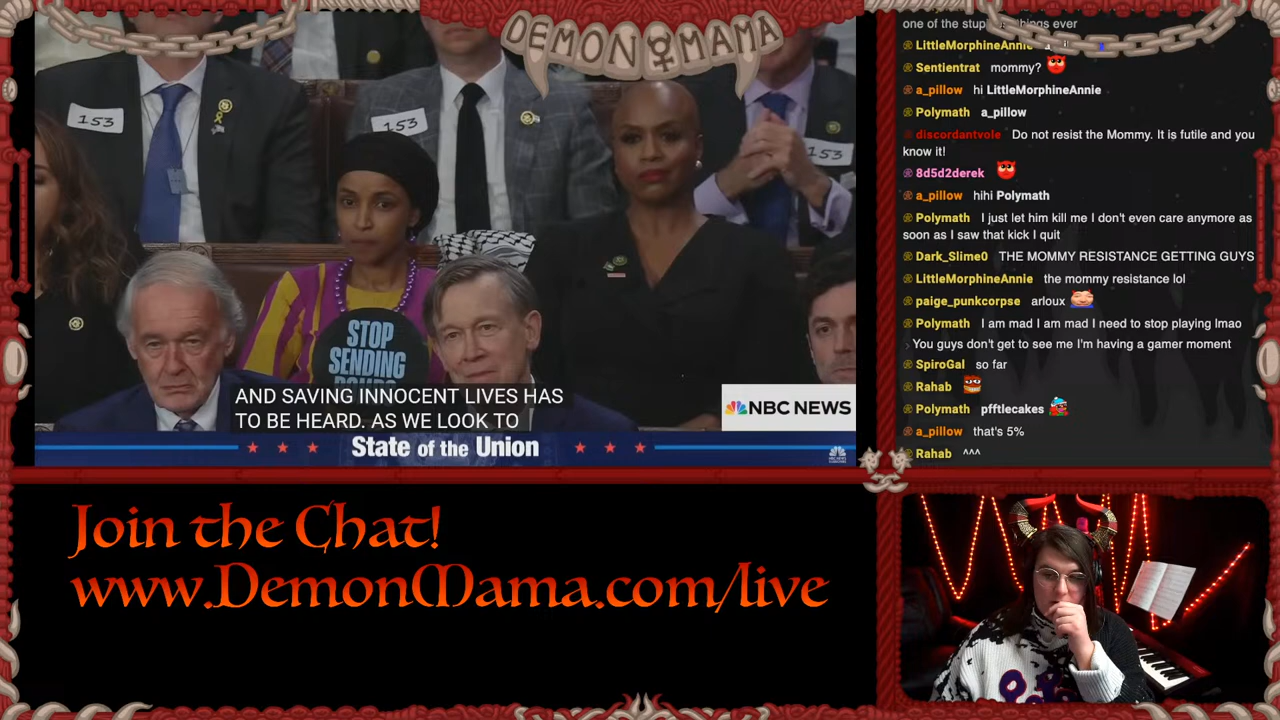 DEMON MAMA
153
153
153
STOP
SENDING
AND SAVING INNOCENT LIVES HAS
TO BE HEARD. AS WE LOOK TO
NBC NEWS
State of the Union
Join the Chat!
www.DemonMama.com/live
one of the ever
LittleMorphineAnnie
Sentientrat mommy?
a_pillow hi LittleMorphineAnnie
Polymath a_pillow
discordantvole Do not resist the Mommy. It is futile and you
know it!
8d5d2derek
a_pillow hihi Polymath
Polymath I just let him kill me I don't even care anymore as
soon as I saw that kick I quit
Dark_Slime0 THE MOMMY RESISTANCE GETTING GUYS
LittleMorphineAnnie the mommy resistance lol
paige_punkcorpse arloux
Polymath I am mad I am mad I need to stop playing lmao
You guys don't get to see me I'm having a gamer moment
SpiroGal so far
Rahab
Polymath pfftlecakes
a_pillow that's 5%
Rahab ^^^